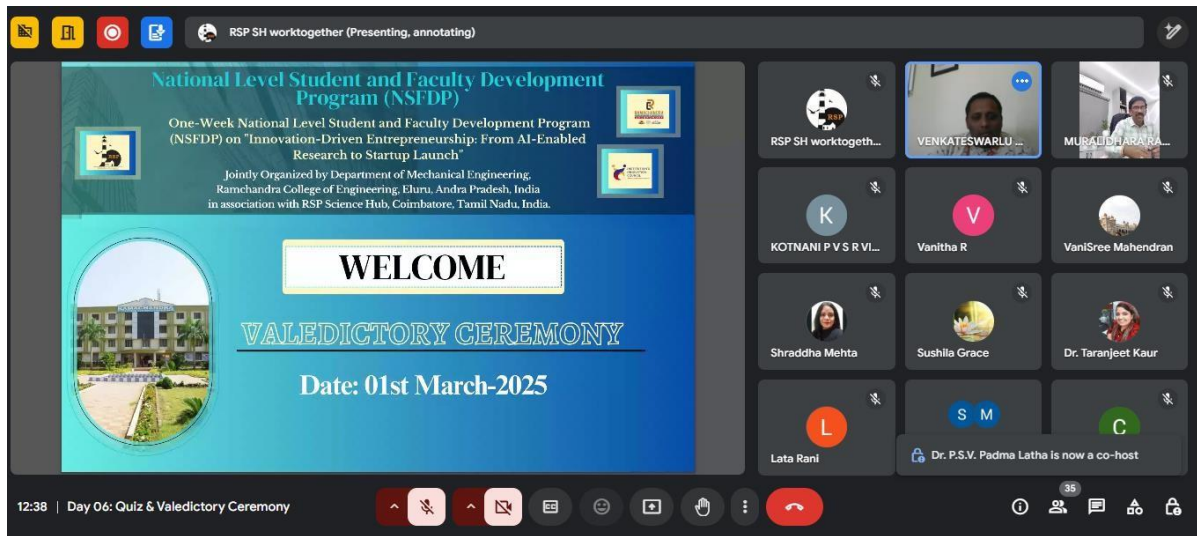 RSP SH worktogether (Presenting, annotating)
National Level Student and Faculty Development
Program (NSFDP)
One-Week National Level Student and Faculty Development Program
(NSFDP) on "Innovation-Driven Entrepreneurship: From AI-Enabled
Research to Startup Launch"
Jointly Organized by Department of Mechanical Engineering,
Ramchandra College of Engineering, Eluru, Andra Pradesh, India
in association with RSP Science Hub, Coimbatore, Tamil Nadu, India.
WELCOME
VALEDICTORY CEREMONY
Date: 01st March-2025
RSP
RSP SH worktogeth...
VENKATESWARLU ...
MURALIDHARA RA...
K
KOTNANI P V S R VI...
V
Vanitha R
VaniSree Mahendran
Shraddha Mehta
Sushila Grace
Dr. Taranjeet Kaur
L
Lata Rani
S M
C
Dr. P.S.V. Padma Latha is now a co-host
12:38 | Day 06: Quiz & Valedictory Ceremony
CC
35